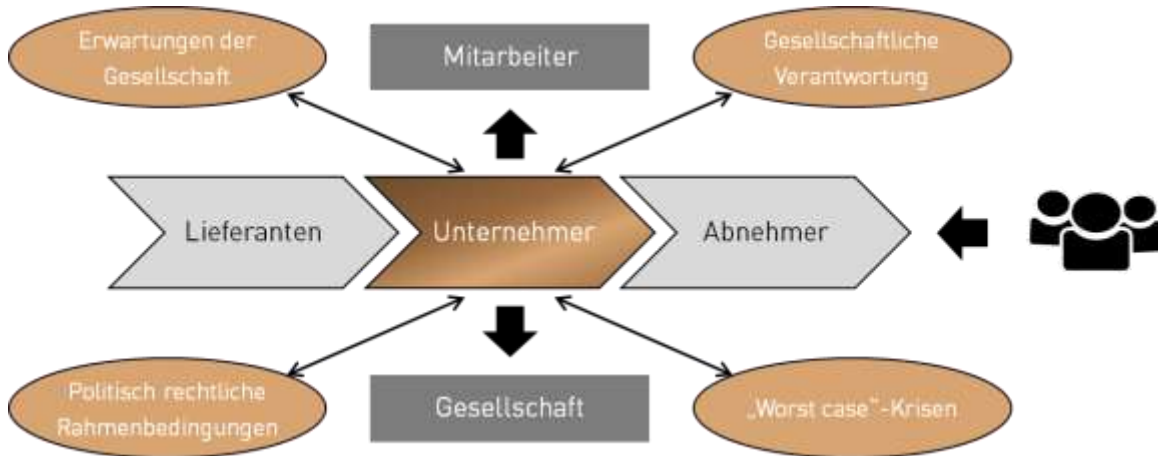 Erwartungen der
Gesellschaft
Mitarbeiter
Gesellschaftliche
Verantwortung
Lieferanten
Unternehmer
Abnehmer
Politisch rechtliche
Rahmenbedingungen
Gesellschaft
„Worst case“-Krisen